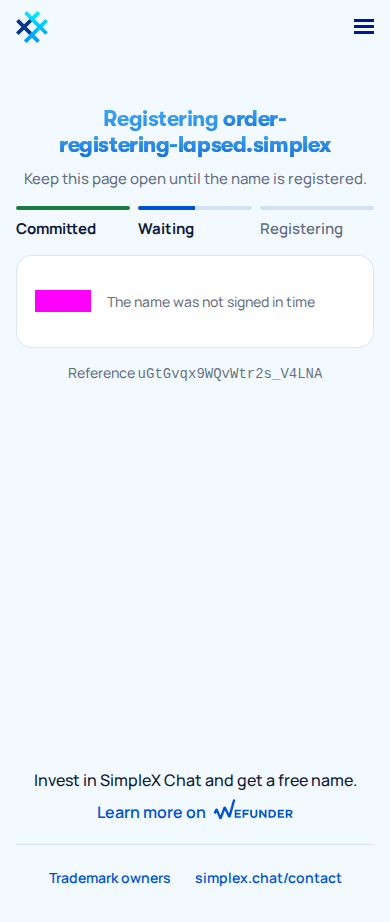 Registering order-
registering-lapsed.simplex
Keep this page open until the name is registered.
Committed
Waiting
Registering
The name was not signed in time
Reference uGtGvqx9WQvWtr2s_V4LNA
Invest in SimpleX Chat and get a free name.
Learn more on WEFUNDER
Trademark owners
simplex.chat/contact